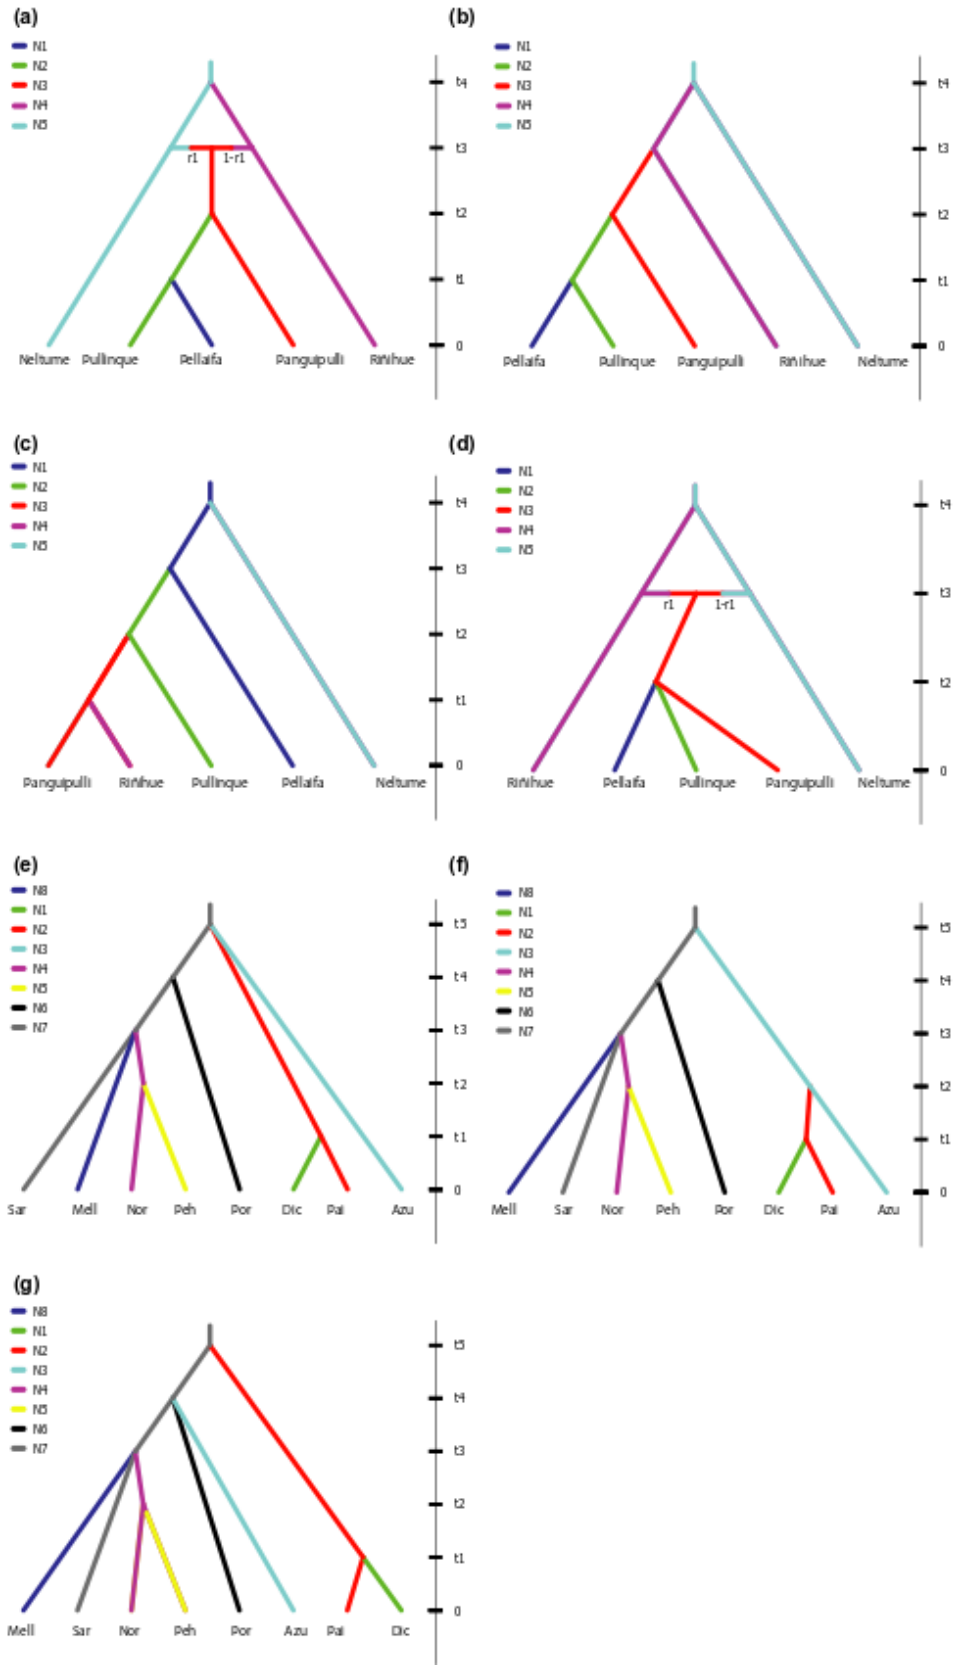 (a)
N1
N2
N3
N4
N5
t4
t3
r1 1-r1
t2
t1
0
Neltume Pullinque Pellaifa Panguipulli Riñihue
(b)
N1
N2
N3
N4
N5
t4
t3
t2
t1
0
Pellaifa Pullinque Panguipulli Riñihue Neltume
(c)
N1
N2
N3
N4
N5
t4
t3
t2
t1
0
Panguipulli Riñihue Pullinque Pellaifa Neltume
(d)
N1
N2
N3
N4
N5
t4
t3
r1 1-r1
t2
0
Riñihue Pellaifa Pullinque Panguipulli Neltume
(e)
N8
N1
N2
N3
N4
N5
N6
N7
t5
t4
t3
t2
t1
0
Sar Mell Nor Peh Por Dic Pai Azu
(f)
N8
N1
N2
N3
N4
N5
N6
N7
t5
t4
t3
t2
t1
0
Mell Sar Nor Peh Por Dic Pai Azu
(g)
N8
N1
N2
N3
N4
N5
N6
N7
t5
t4
t3
t2
t1
0
Mell Sar Nor Peh Por Azu Pai Dic